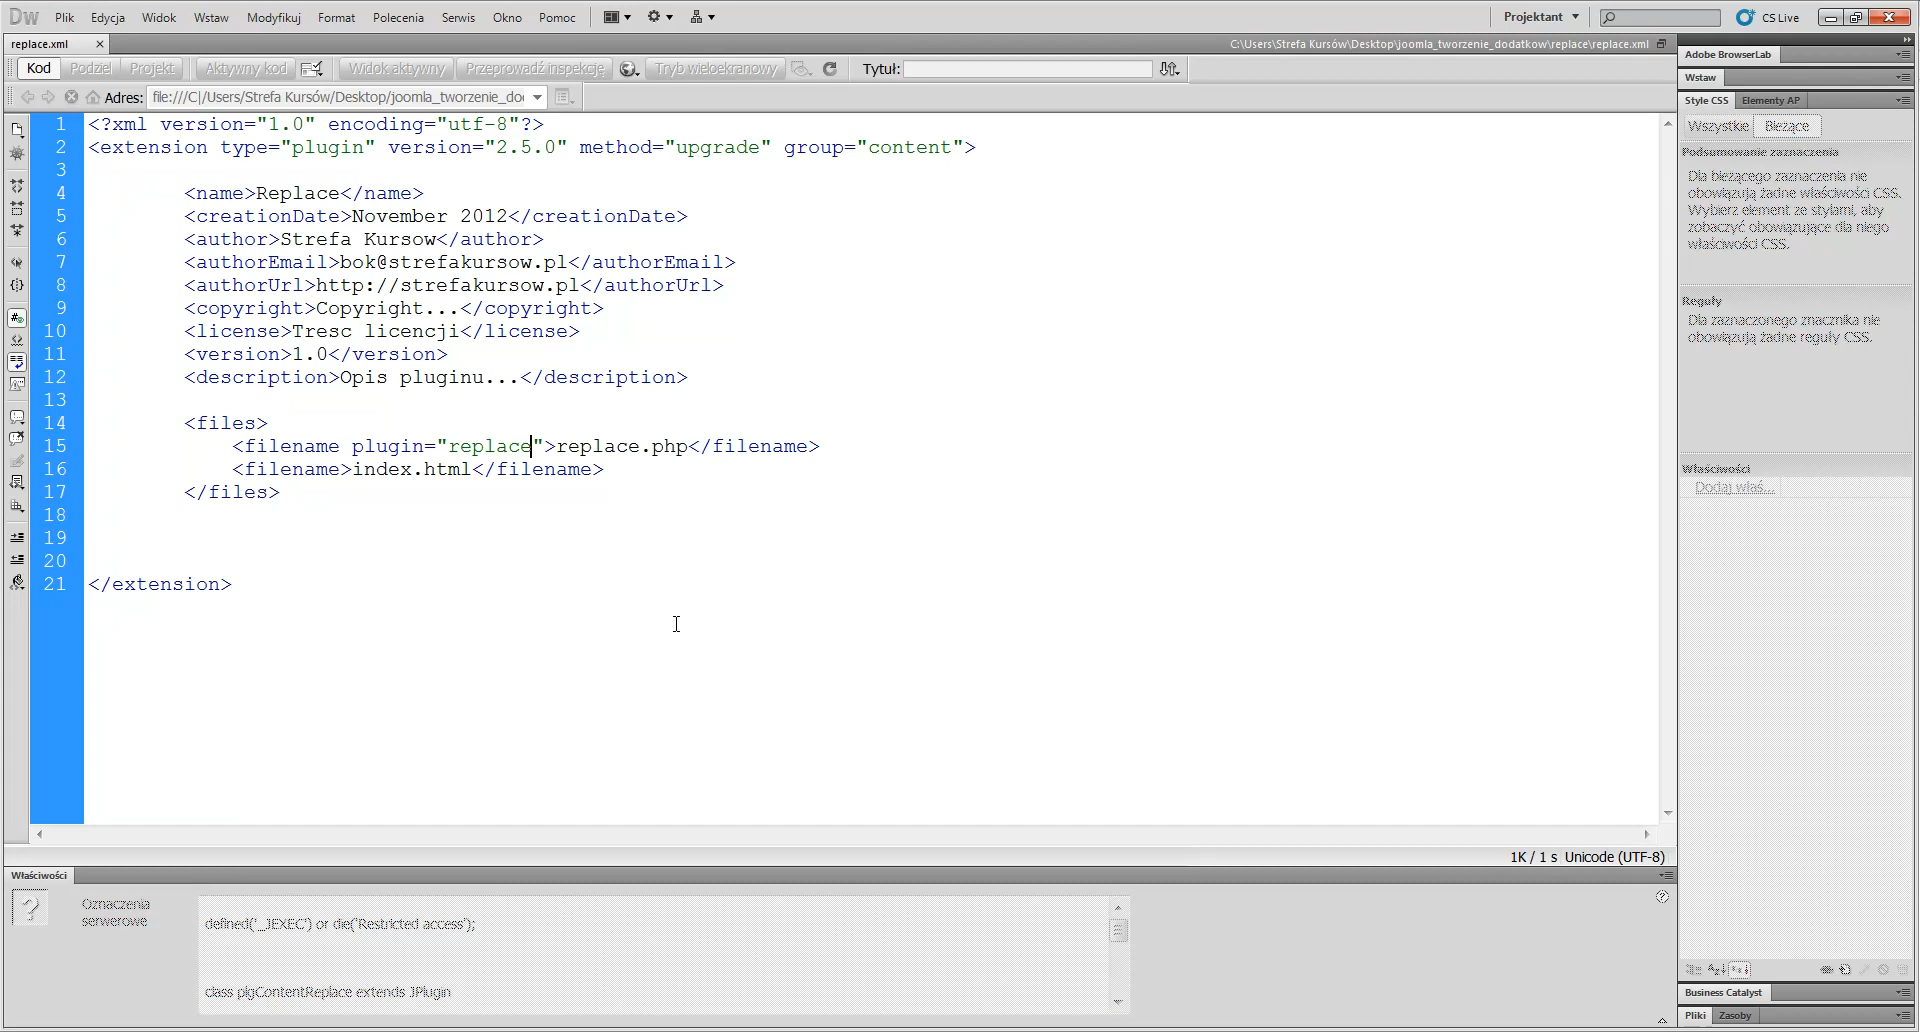 Dw Plik Edycja Widok Wstaw Modyfikuj Format Polecenia Serwis Okno Pomoc Projektant CS Live
replace.xml C:\Users\Strefa Kursów\Desktop\joomla_tworzenie_dodatkow\replace\replace.xml
Kod Podziel Projekt Aktywny kod Widok aktywny Przeprowadź inspekcję Tryb wieloekranowy Tytuł:
Adres: file:///C|/Users/Strefa Kursów/Desktop/joomla_tworzenie_do
1 <?xml version="1.0" encoding="utf-8"?>
2 <extension type="plugin" version="2.5.0" method="upgrade" group="content">
3
4 <name>Replace</name>
5 <creationDate>November 2012</creationDate>
6 <author>Strefa Kursow</author>
7 <authorEmail>bok@strefakursow.pl</authorEmail>
8 <authorUrl>http://strefakursow.pl</authorUrl>
9 <copyright>Copyright...</copyright>
10 <license>Tresc licencji</license>
11 <version>1.0</version>
12 <description>Opis pluginu...</description>
13
14 <files>
15 <filename plugin="replace">replace.php</filename>
16 <filename>index.html</filename>
17 </files>
18
19
20
21 </extension>
1K / 1 s Unicode (UTF-8)
Właściwości
Oznaczenia
serwerowe
defined('_JEXEC') or die('Restricted access');
class plgContentReplace extends JPlugin
Adobe BrowserLab
Wstaw
Style CSS Elementy AP
Wszystkie Bieżące
Podsumowanie zaznaczenia
Dla bieżącego zaznaczenia nie
obowiązują żadne właściwości CSS.
Wybierz element ze stylami, aby
zobaczyć obowiązujące dla niego
właściwości CSS.
Reguły
Dla zaznaczonego znacznika nie
obowiązują żadne reguły CSS.
Właściwości
Dodaj właś...
Business Catalyst
Pliki Zasoby